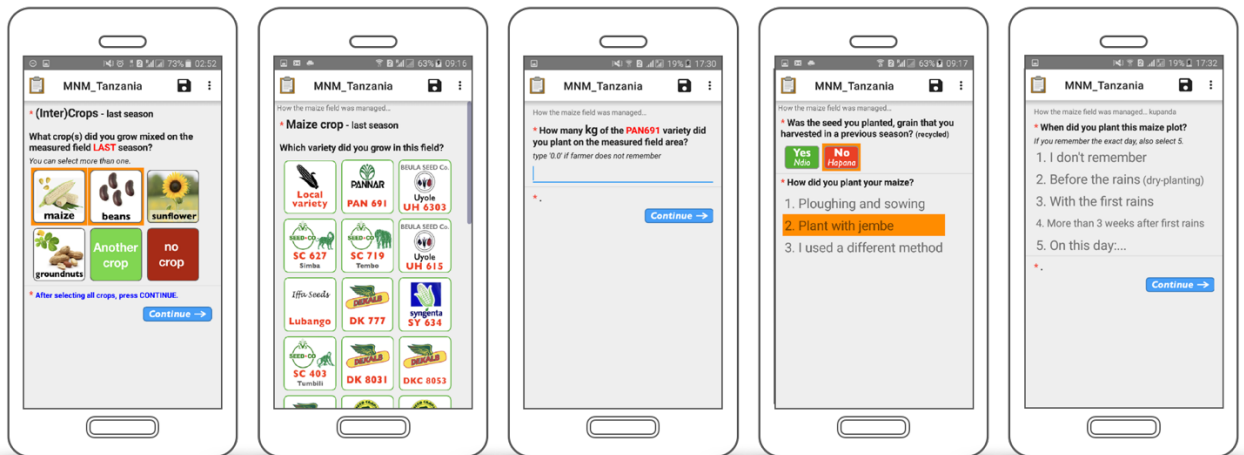 73% 02:52
MNM_Tanzania
* (Inter)Crops - last season
What crop(s) did you grow mixed on the
measured field LAST season?
You can select more than one.
maize
beans
sunflower
groundnuts
Another
crop
no
crop
* After selecting all crops, press CONTINUE.
Continue →
63% 09:16
MNM_Tanzania
How the maize field was managed...
* Maize crop - last season
Which variety did you grow in this field?
Local
variety
PANNAR
PAN 691
BEULA SEED Co.
Uyole
UH 6303
SEED-CO
SC 627
Simba
SEED-CO
SC 719
Tembo
BEULA SEED Co.
Uyole
UH 615
Iffa Seeds
Lubango
DEKALB
DK 777
syngenta
SY 634
SEED-CO
SC 403
Tumbili
DEKALB
DK 8031
DEKALB
DKC 8053
19% 17:30
MNM_Tanzania
How the maize field was managed...
* How many kg of the PAN691 variety did
you plant on the measured field area?
type '0.0' if farmer does not remember
* .
Continue →
63% 09:17
MNM_Tanzania
How the maize field was managed...
* Was the seed you planted, grain that you
harvested in a previous season? (recycled)
Yes
Ndio
No
Hapana
* How did you plant your maize?
1. Ploughing and sowing
2. Plant with jembe
3. I used a different method
19% 17:32
MNM_Tanzania
How the maize field was managed... kupanda
* When did you plant this maize plot?
If you remember the exact day, also select 5.
1. I don't remember
2. Before the rains (dry-planting)
3. With the first rains
4. More than 3 weeks after first rains
5. On this day:...
* .
Continue →